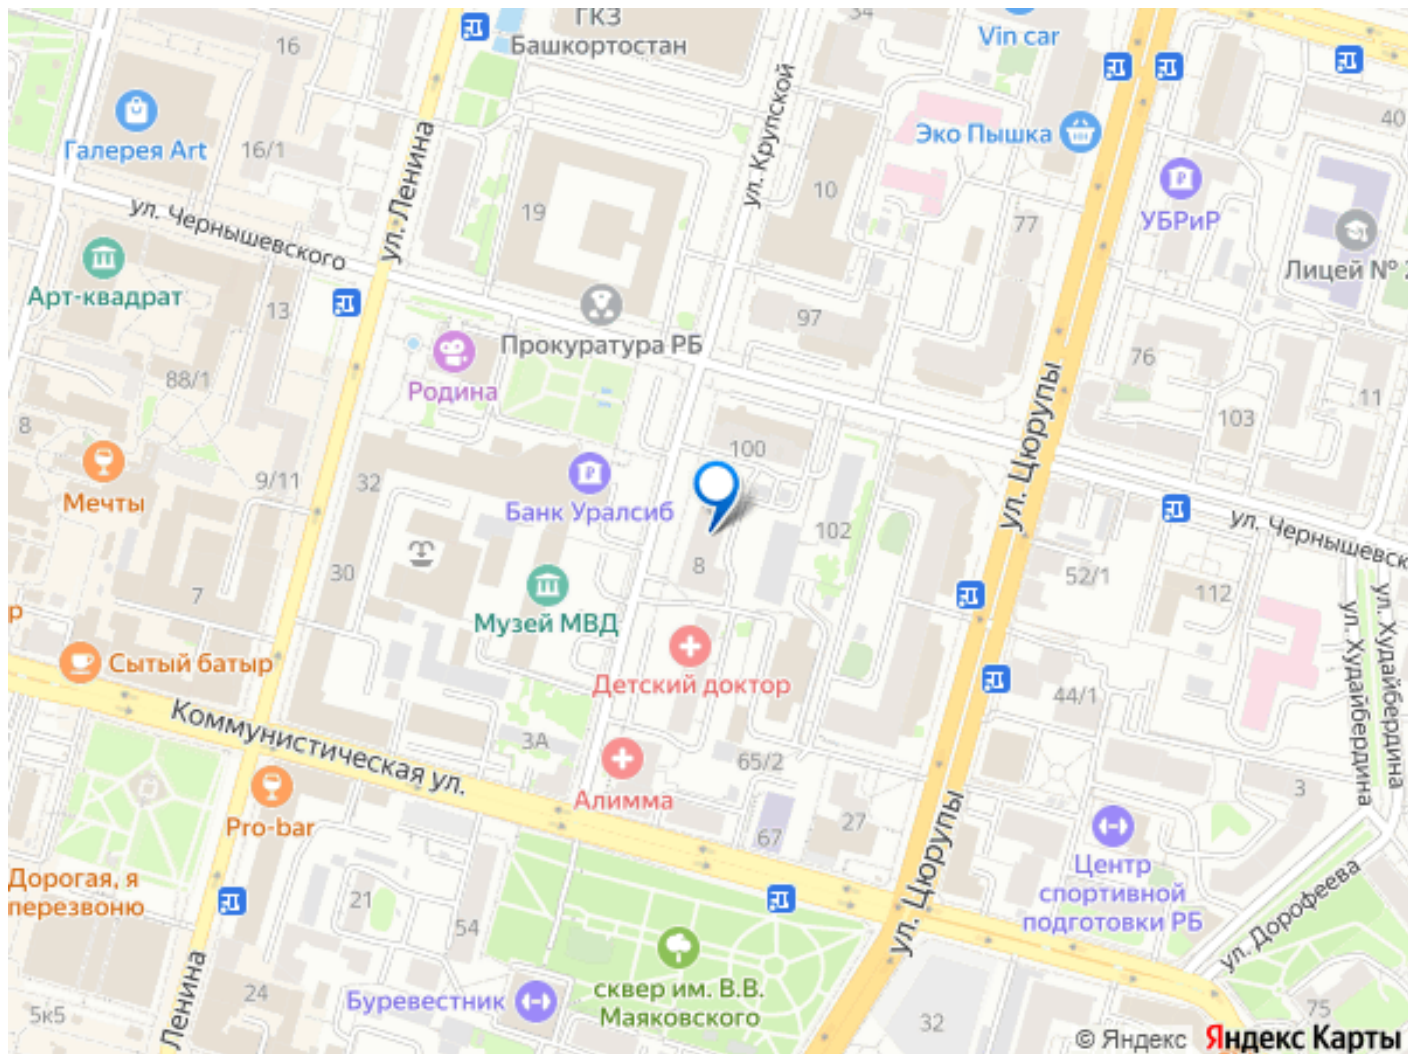 ГКЗ
Башкортостан
34
Vin car
16
ул. Ленина
ул. Крупской
Галерея Art
16/1
Эко Пышка
40
10
19
77
УБРиР
ул. Чернышевского
Лицей № 2
Арт-квадрат
13
97
Прокуратура РБ
76
88/1
Родина
11
8
103
100
ул. Цюрупы
9/11
32
Мечты
Банк Уралсиб
102
ул. Чернышевск
8
30
52/1
112
7
Музей МВД
ул. Худайбердина
ул. Худайбердина
р
Сытый батыр
Детский доктор
44/1
Коммунистическая ул.
3А
65/2
Алимма
3
Pro-bar
67
27
ул. Цюрупы
Центр
спортивной
подготовки РБ
Дорогая, я
перезвоню
21
54
ул. Дорофеева
Ленина
24
Буревестник
сквер им. В.В.
Маяковского
5к5
32
75
© Яндекс Яндекс Карты